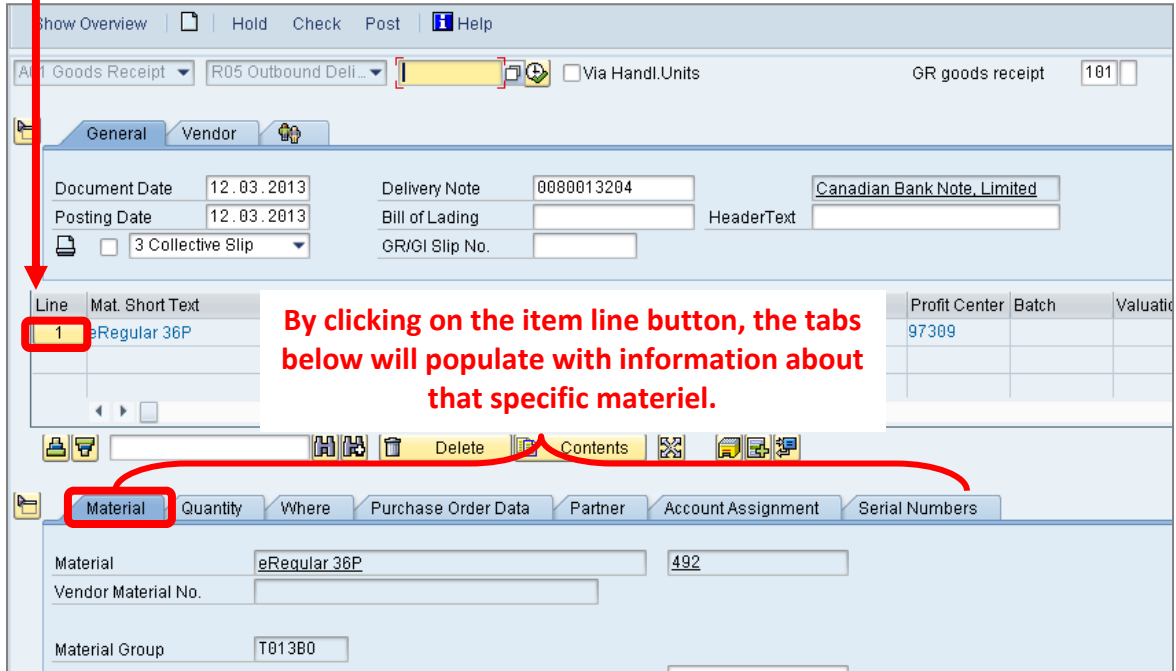 Show Overview Hold Check Post Help
A01 Goods Receipt R05 Outbound Deli... Via Handl.Units GR goods receipt 101
General Vendor
Document Date 12.03.2013 Delivery Note 0080013204 Canadian Bank Note, Limited
Posting Date 12.03.2013 Bill of Lading HeaderText
3 Collective Slip GR/GI Slip No.
Line Mat. Short Text Profit Center Batch Valuatio
1 eRegular 36P 97309
By clicking on the item line button, the tabs
below will populate with information about
that specific materiel.
Delete Contents
Material Quantity Where Purchase Order Data Partner Account Assignment Serial Numbers
Material eRegular 36P 492
Vendor Material No.
Material Group T013B0